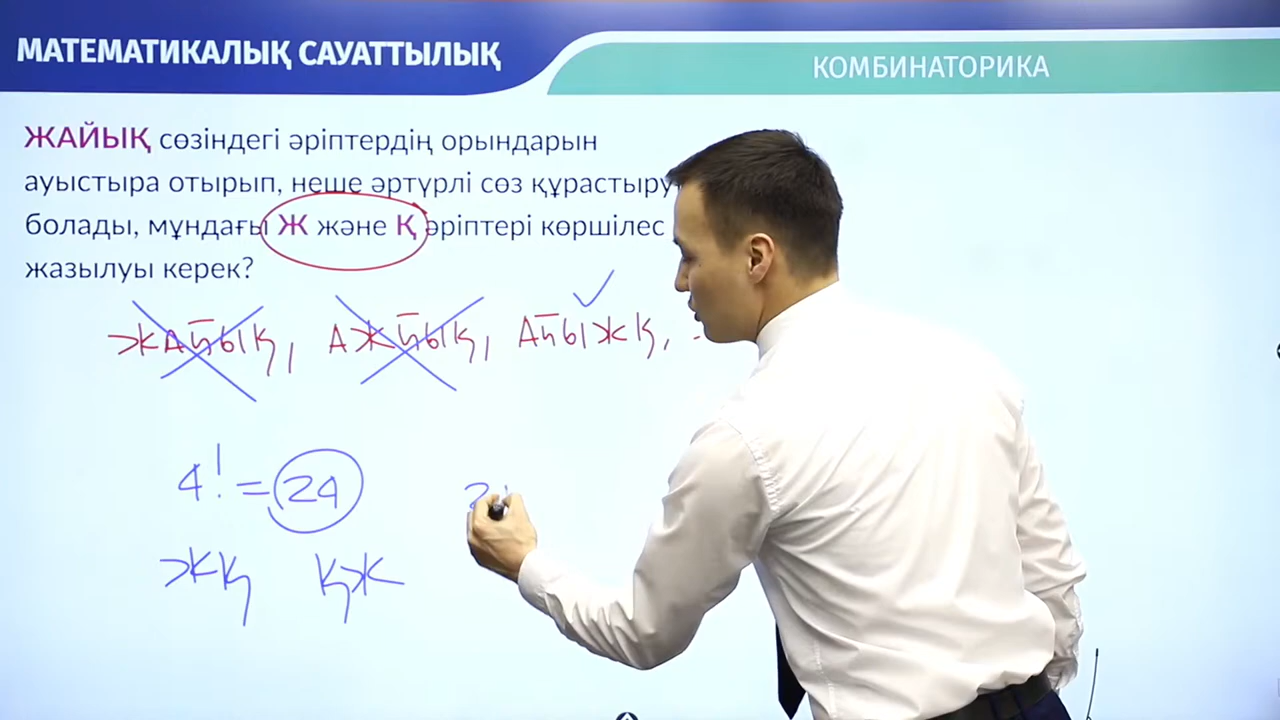 МАТЕМАТИКАЛЫҚ САУАТТЫЛЫҚ
КОМБИНАТОРИКА
ЖАЙЫҚ сөзіндегі әріптердің орындарын
ауыстыра отырып, неше әртүрлі сөз құрастыру
болады, мұндағы Ж және Қ әріптері көршілес
жазылуы керек?
ЖАЙЫҚ, АЖЙЫҚ, АЙЫЖҚ,
4! = 24
ЖҚ ҚЖ